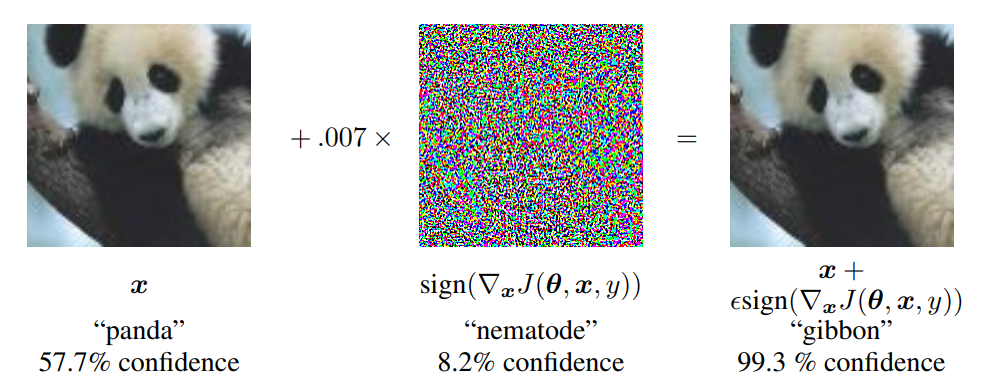 + .007 ×
=
x
sign(∇ₓJ(θ, x, y))
x +
ϵsign(∇ₓJ(θ, x, y))
“panda”
“nematode”
“gibbon”
57.7% confidence
8.2% confidence
99.3 % confidence